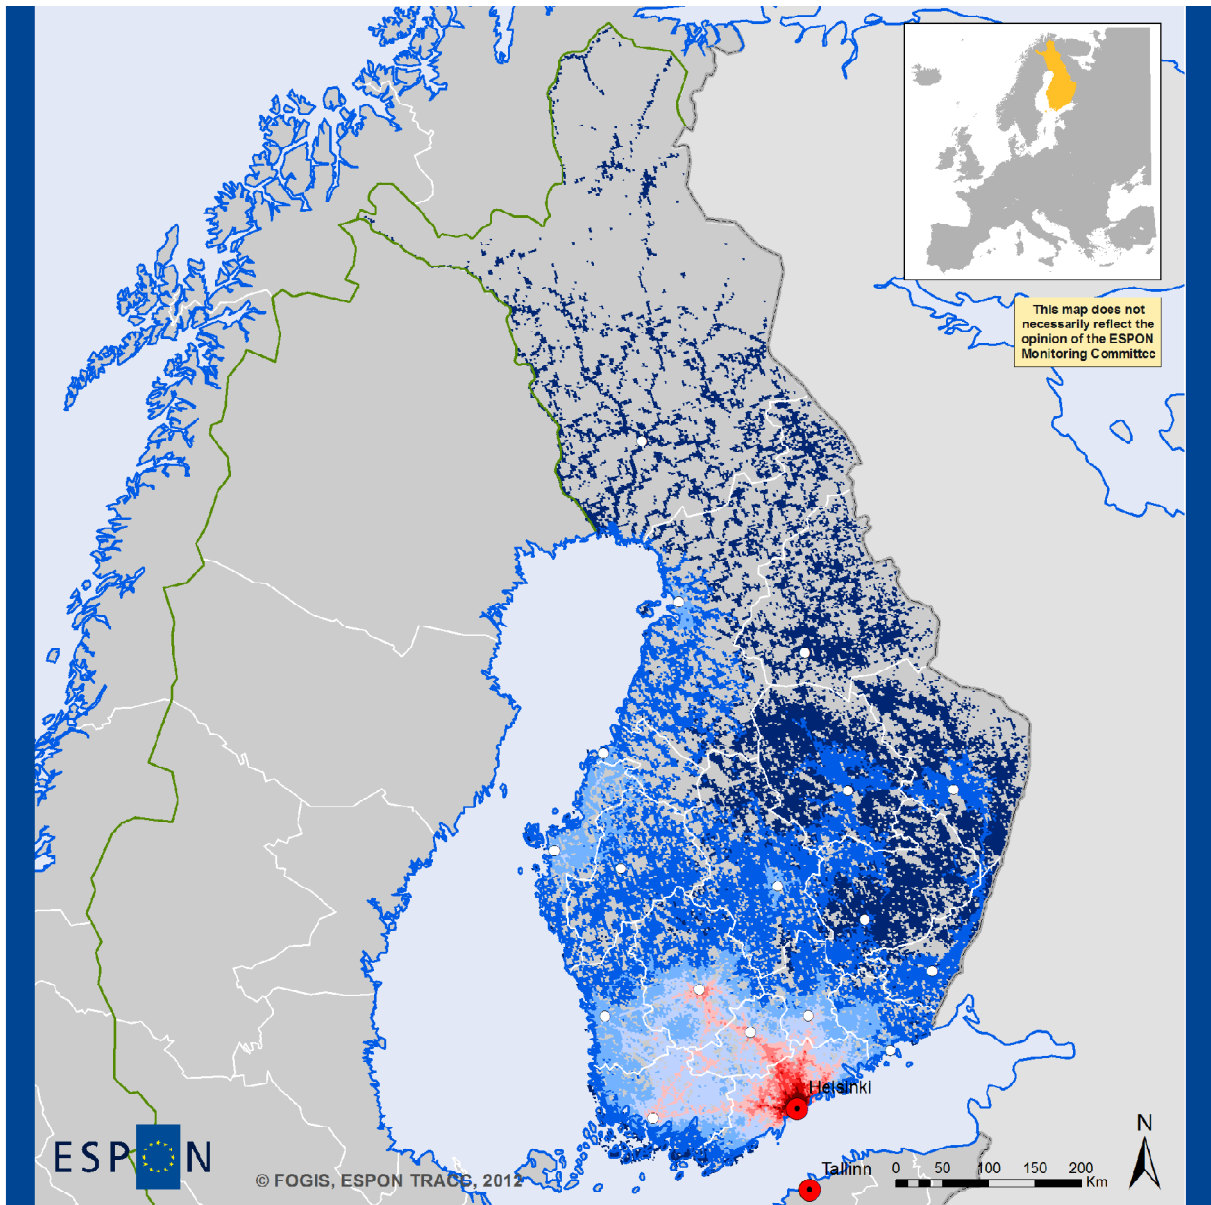 This map does not
necessarily reflect the
opinion of the ESPON
Monitoring Committcc
Helsinki
Tallinn
N
0 50 100 150 200
Km
ESPON
© FOGIS, ESPON TRACC, 2012